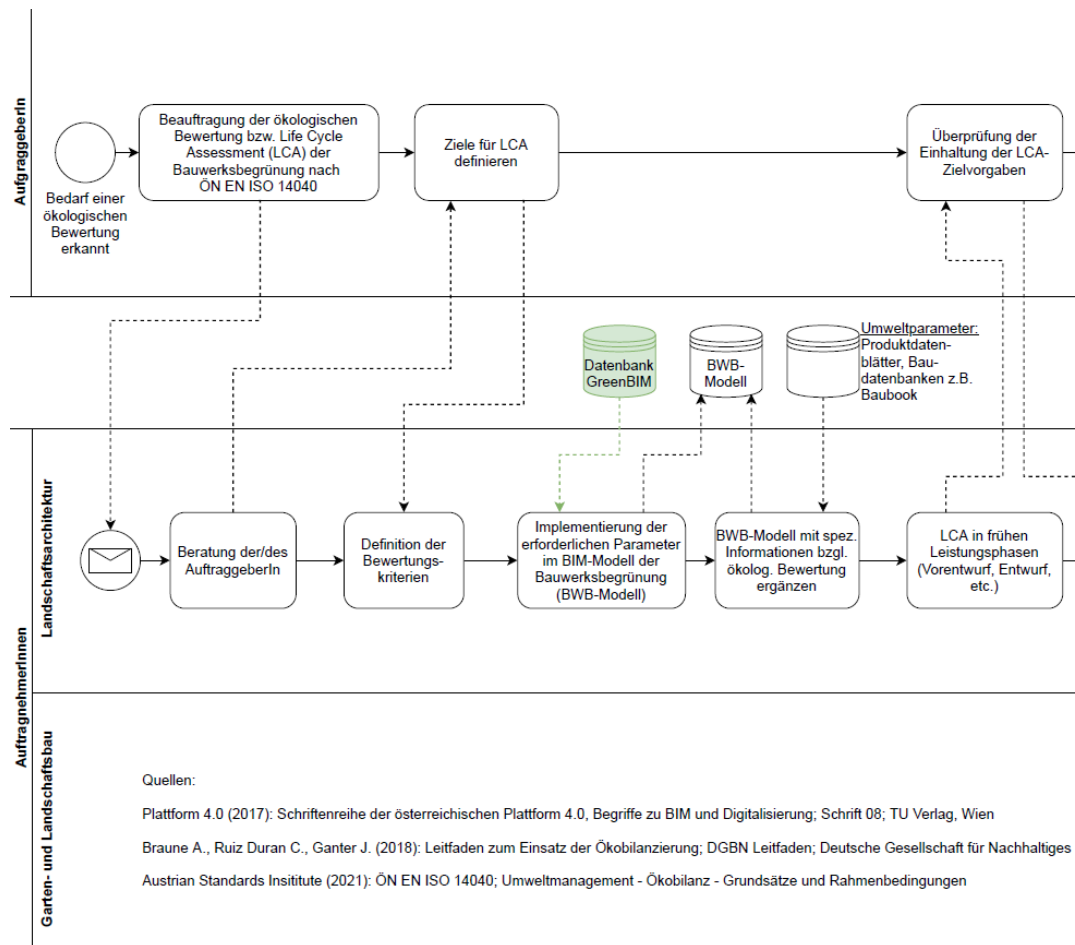 AufgraggeberIn
Beauftragung der ökologischen
Bewertung bzw. Life Cycle
Assessment (LCA) der
Bauwerksbegrünung nach
ÖN EN ISO 14040
Ziele für LCA
definieren
Überprüfung der
Einhaltung der LCA-
Zielvorgaben
Bedarf einer
ökologischen
Bewertung
erkannt
Datenbank
GreenBIM
BWB-
Modell
Umweltparameter:
Produktdaten-
blätter, Bau-
datenbanken z.B.
Baubook
AuftragnehmerInnen
Landschaftsarchitektur
Beratung der/des
AuftraggeberIn
Definition der
Bewertungs-
kriterien
Implementierung der
erforderlichen Parameter
im BIM-Modell der
Bauwerksbegrünung
(BWB-Modell)
BWB-Modell mit spez.
Informationen bzgl.
ökolog. Bewertung
ergänzen
LCA in frühen
Leistungsphasen
(Vorentwurf, Entwurf,
etc.)
Garten- und Landschaftsbau
Quellen:
Plattform 4.0 (2017): Schriftenreihe der österreichischen Plattform 4.0, Begriffe zu BIM und Digitalisierung; Schrift 08; TU Verlag, Wien
Braune A., Ruiz Duran C., Ganter J. (2018): Leitfaden zum Einsatz der Ökobilanzierung; DGBN Leitfaden; Deutsche Gesellschaft für Nachhaltiges
Austrian Standards Insititute (2021): ÖN EN ISO 14040; Umweltmanagement - Ökobilanz - Grundsätze und Rahmenbedingungen